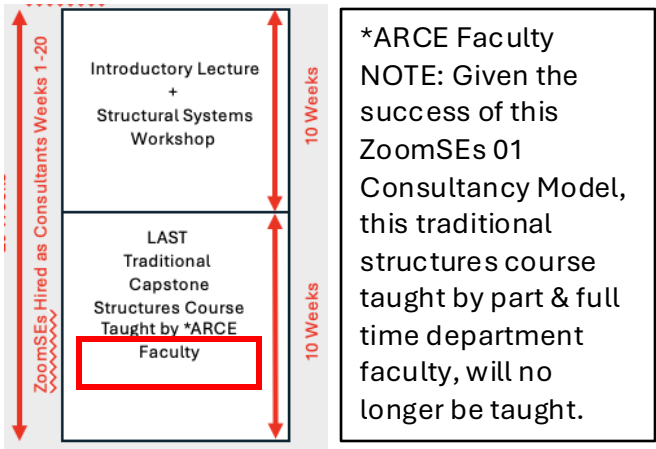 ZoomSEs Hired as Consultants Weeks 1-20
Introductory Lecture
+
Structural Systems
Workshop
10 Weeks
LAST
Traditional
Capstone
Structures Course
Taught by *ARCE
Faculty
10 Weeks
*ARCE Faculty
NOTE: Given the
success of this
ZoomSEs 01
Consultancy Model,
this traditional
structures course
taught by part & full
time department
faculty, will no
longer be taught.